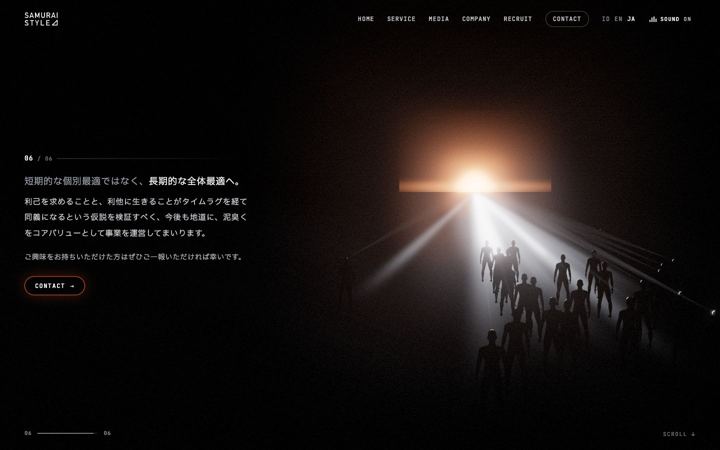 SAMURAI
STYLE
HOME SERVICE MEDIA COMPANY RECRUIT CONTACT ID EN JA SOUND ON
06 / 06
短期的な個別最適ではなく、長期的な全体最適へ。
利己を求めることと、利他に生きることがタイムラグを経て
同義になるという仮説を検証すべく、今後も地道に、泥臭く
をコアバリューとして事業を運営してまいります。
ご興味をお持ちいただけた方はぜひご一報いただければ幸いです。
CONTACT →
06 06
SCROLL ↓